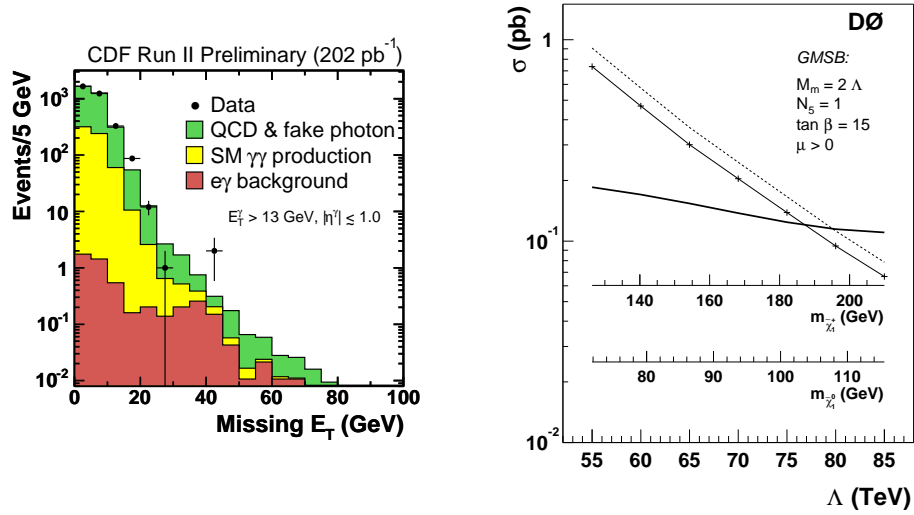 CDF Run II Preliminary (202 pb⁻¹)
Events/5 GeV
10³
10²
10
1
10⁻¹
10⁻²
Data
QCD & fake photon
SM γγ production
eγ background
E_T^γ > 13 GeV, |η^γ| ≤ 1.0
0 20 40 60 80 100
Missing E_T (GeV)
σ (pb)
DØ
GMSB:
M_m = 2 Λ
N_5 = 1
tan β = 15
μ > 0
1
10⁻¹
10⁻²
140 160 180 200
m_χ̃₁⁺ (GeV)
80 90 100 110
m_χ̃₁⁰ (GeV)
55 60 65 70 75 80 85
Λ (TeV)